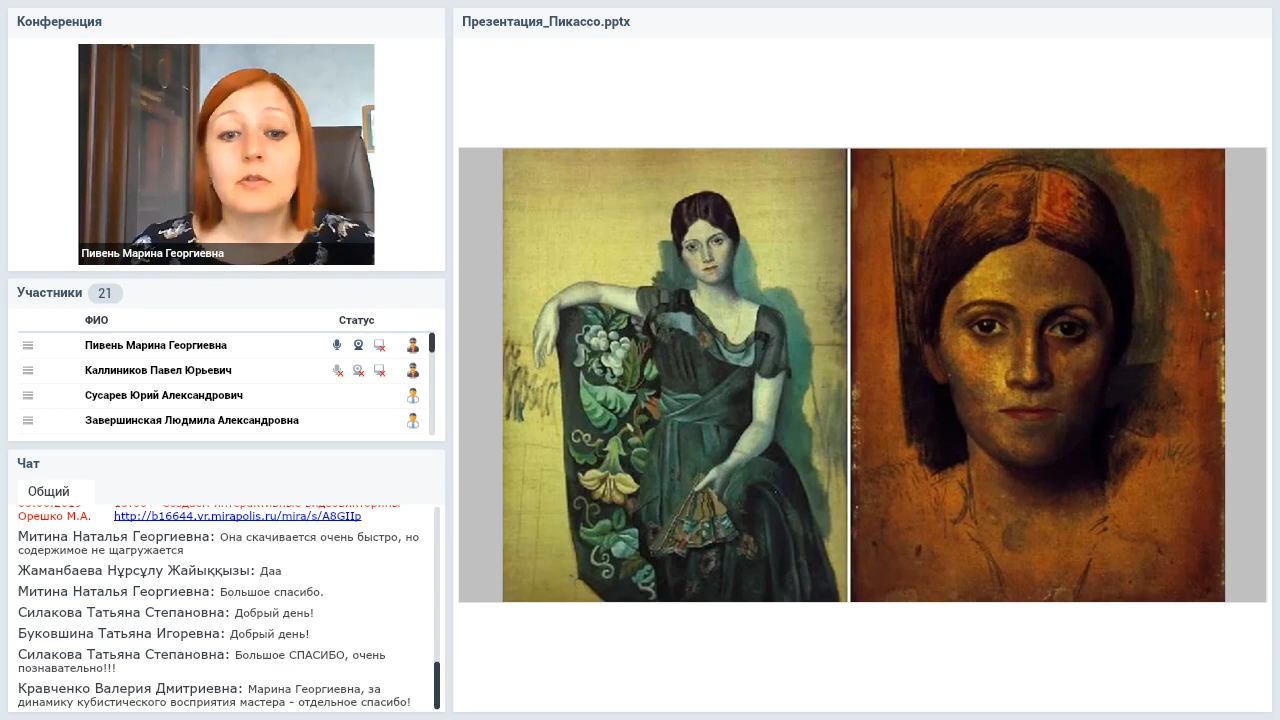 Конференция
Пивень Марина Георгиевна
Участники 21
ФИО Статус
Пивень Марина Георгиевна
Каллиников Павел Юрьевич
Сусарев Юрий Александрович
Завершинская Людмила Александровна
Чат
Общий
Орешко М.А. http://b16644.vr.mirapolis.ru/mira/s/A8GIIp
Митина Наталья Георгиевна: Она скачивается очень быстро, но
содержимое не щагружается
Жаманбаева Нұрсұлу Жайыққызы: Даа
Митина Наталья Георгиевна: Большое спасибо.
Силакова Татьяна Степановна: Добрый день!
Буковшина Татьяна Игоревна: Добрый день!
Силакова Татьяна Степановна: Большое СПАСИБО, очень
познавательно!!!
Кравченко Валерия Дмитриевна: Марина Георгиевна, за
динамику кубистического восприятия мастера - отдельное спасибо!
Презентация_Пикассо.pptx